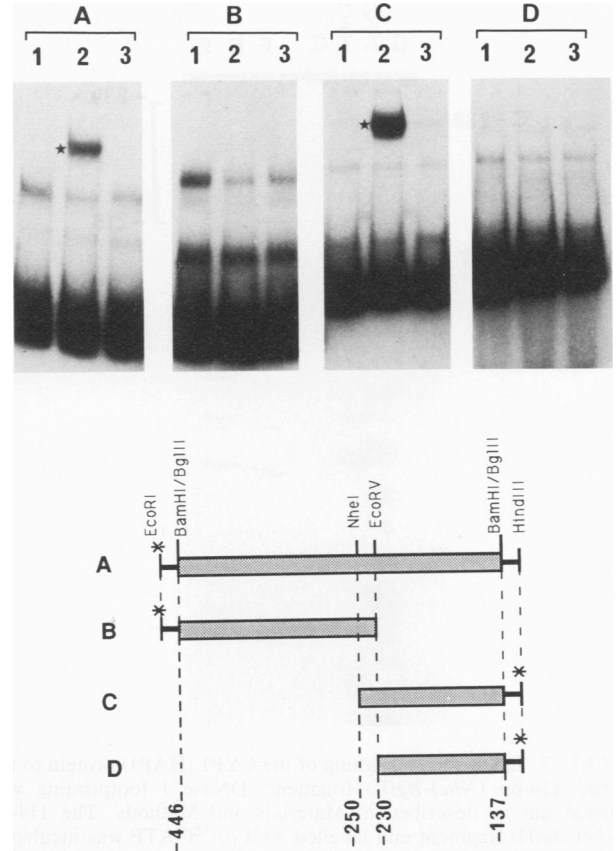 A B C D
1 2 3 1 2 3 1 2 3 1 2 3
EcoRI BamHI/BglII NheI EcoRV BamHI/BglII HindIII
A
B
C
D
-446 -250 -230 -137